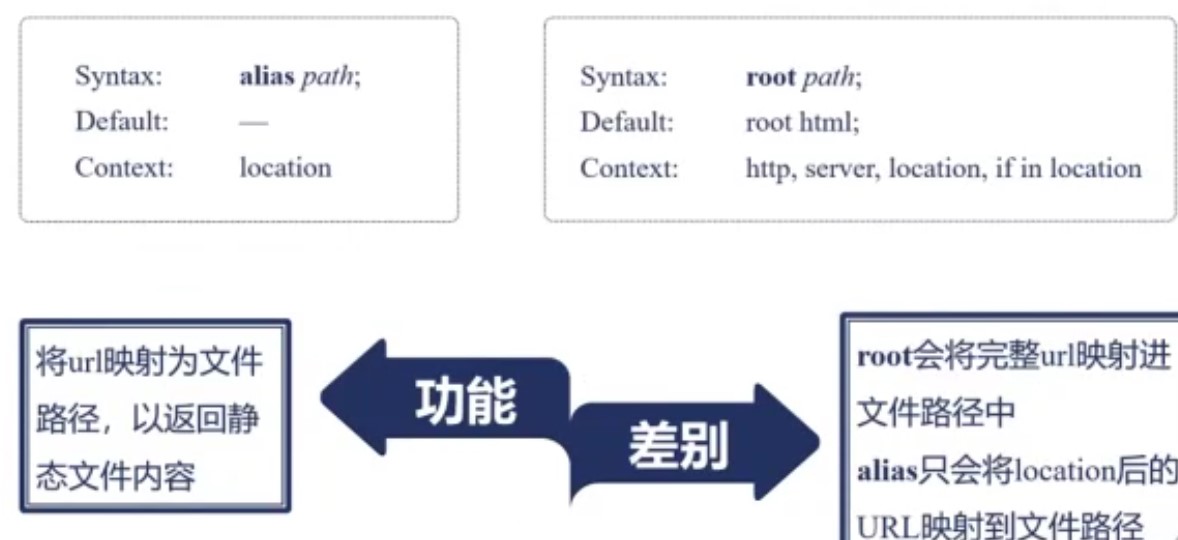 Syntax: alias path;
Default: —
Context: location
Syntax: root path;
Default: root html;
Context: http, server, location, if in location
将url映射为文件
路径，以返回静
态文件内容
功能
差别
root会将完整url映射进
文件路径中
alias只会将location后的
URL映射到文件路径